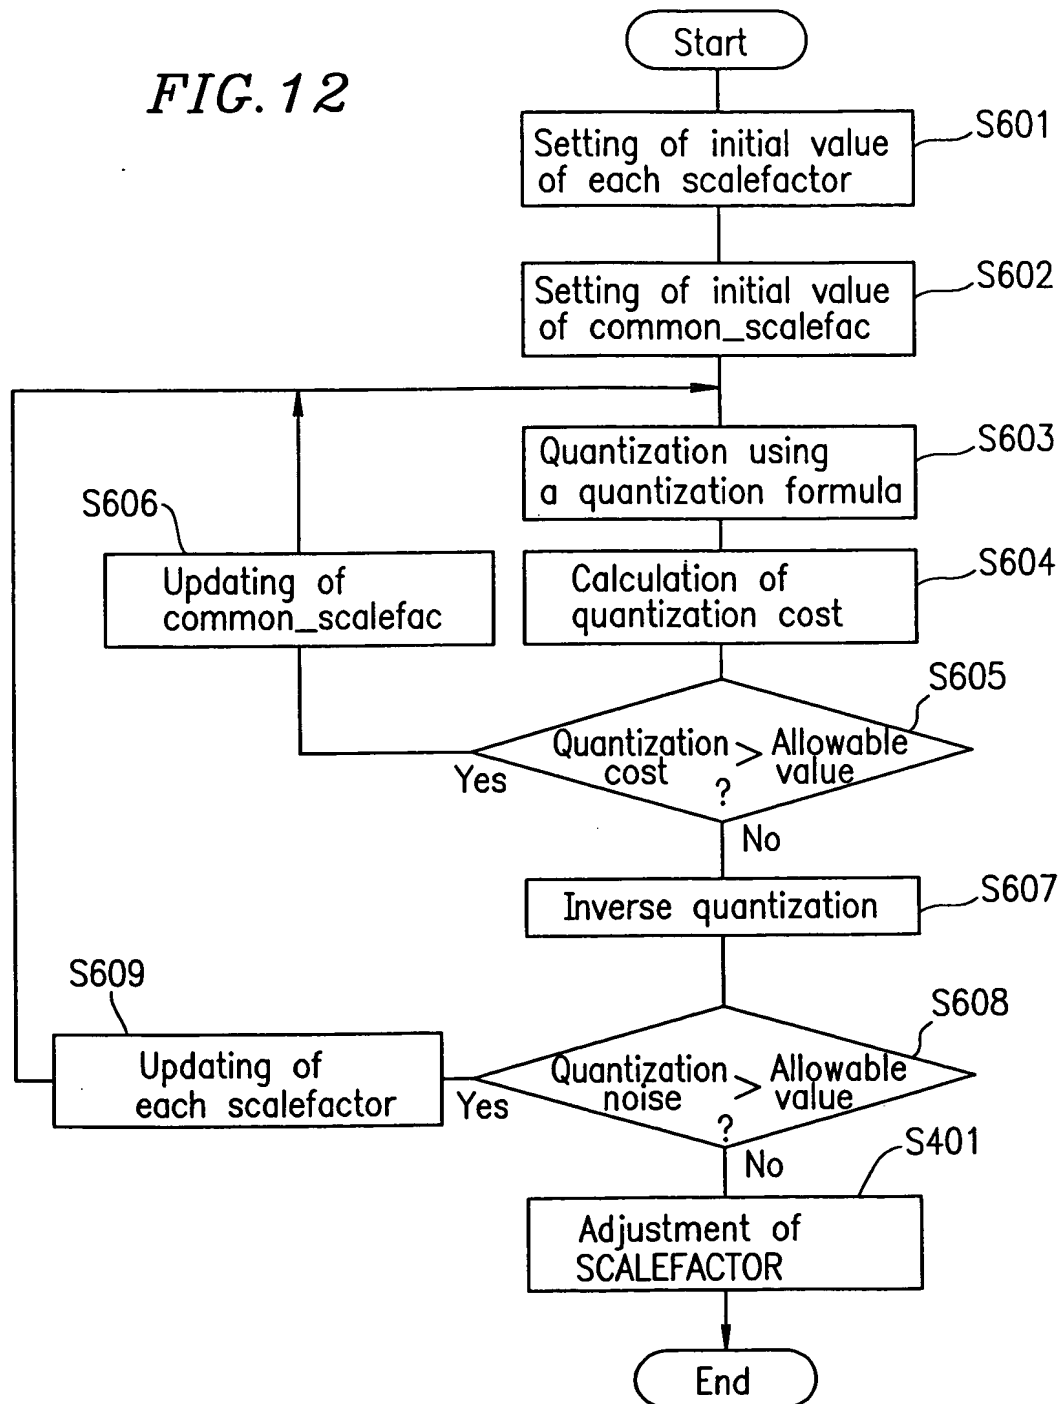 Start
FIG. 12
S601
Setting of initial value
of each scalefactor
S602
Setting of initial value
of common_scalefac
S603
Quantization using
a quantization formula
S606
Updating of
common_scalefac
S604
Calculation of
quantization cost
S605
Quantization > Allowable
cost value
?
Yes
No
S607
Inverse quantization
S609
Updating of
each scalefactor
S608
Quantization > Allowable
noise value
?
Yes
No
S401
Adjustment of
SCALEFACTOR
End